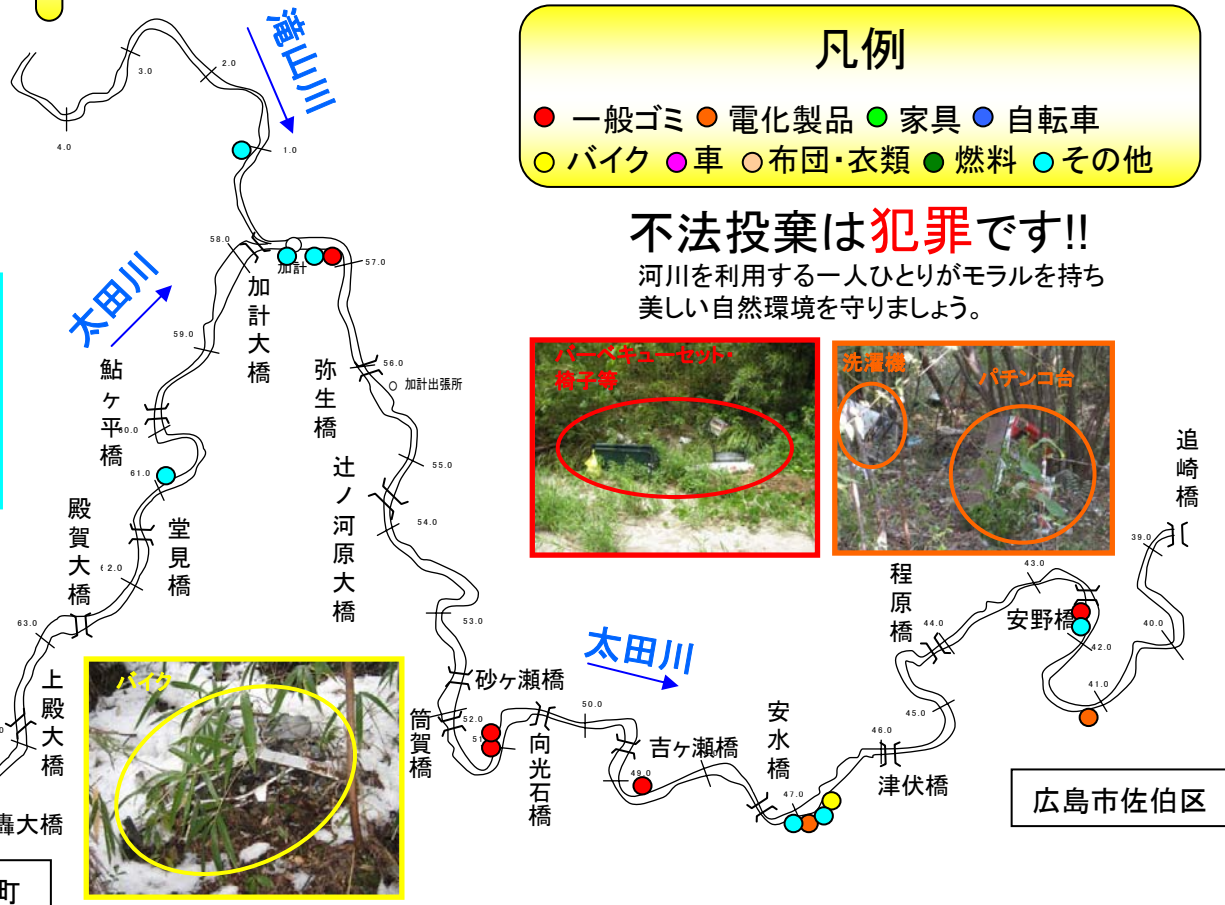 滝山川
3.0
2.0
4.0
1.0
凡例
一般ゴミ 電化製品 家具 自転車
バイク 車 布団・衣類 燃料 その他
不法投棄は犯罪です!!
河川を利用する一人ひとりがモラルを持ち
美しい自然環境を守りましょう。
58.0
57.0
加計
太田川
加計大橋
59.0
鮎ヶ平橋
60.0
弥生橋
56.0
加計出張所
55.0
61.0
辻ノ河原大橋
54.0
殿賀大橋
堂見橋
62.0
63.0
53.0
上殿大橋
バーベキューセット・
椅子等
洗濯機
パチンコ台
追崎橋
39.0
40.0
43.0
程原橋
44.0
安野橋
42.0
41.0
太田川
砂ヶ瀬橋
筒賀橋
52.0
向光石橋
50.0
吉ヶ瀬橋
49.0
安水橋
47.0
46.0
45.0
津伏橋
バイク
轟大橋
町
広島市佐伯区